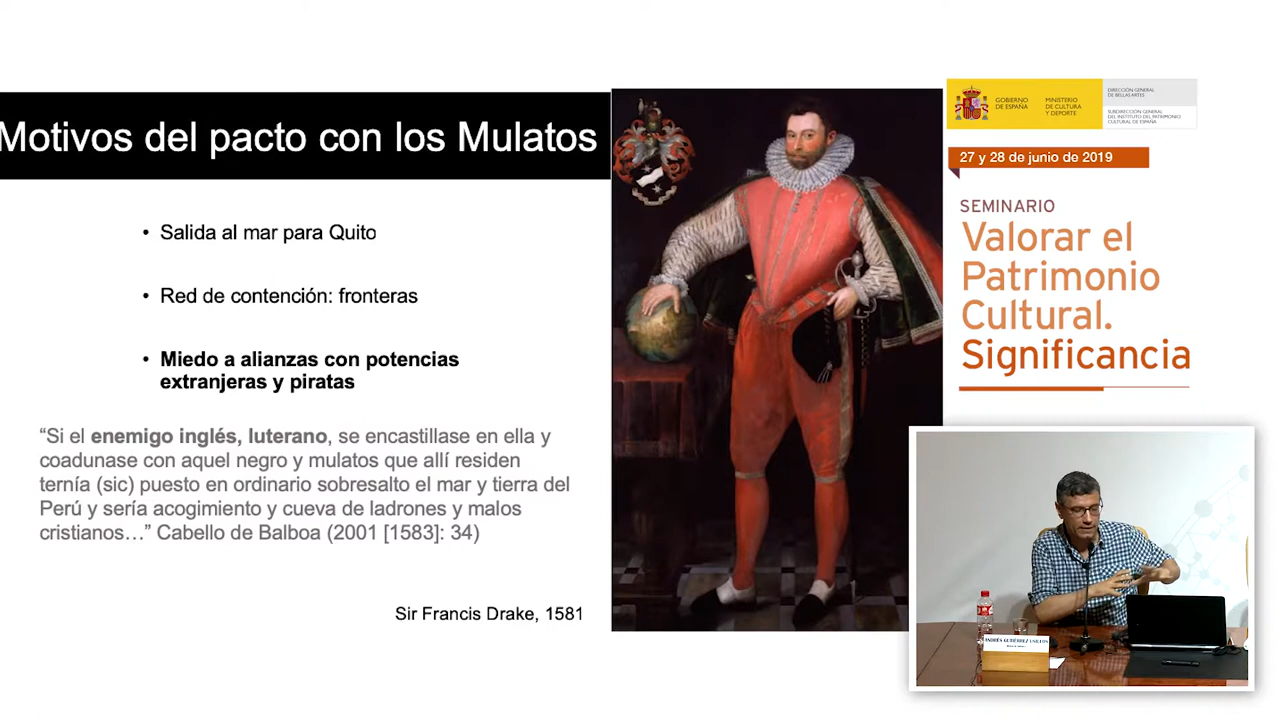 Motivos del pacto con los Mulatos
• Salida al mar para Quito
• Red de contención: fronteras
• Miedo a alianzas con potencias
extranjeras y piratas
“Si el enemigo inglés, luterano, se encastillase en ella y
coadunase con aquel negro y mulatos que allí residen
ternía (sic) puesto en ordinario sobresalto el mar y tierra del
Perú y sería acogimiento y cueva de ladrones y malos
cristianos…” Cabello de Balboa (2001 [1583]: 34)
Sir Francis Drake, 1581
GOBIERNO
DE ESPAÑA
MINISTERIO
DE CULTURA
Y DEPORTE
DIRECCIÓN GENERAL
DE BELLAS ARTES
SUBDIRECCIÓN GENERAL
DEL INSTITUTO DEL PATRIMONIO
CULTURAL DE ESPAÑA
27 y 28 de junio de 2019
SEMINARIO
Valorar el
Patrimonio
Cultural.
Significancia
ANDRÉS GUTIÉRREZ USILLOS